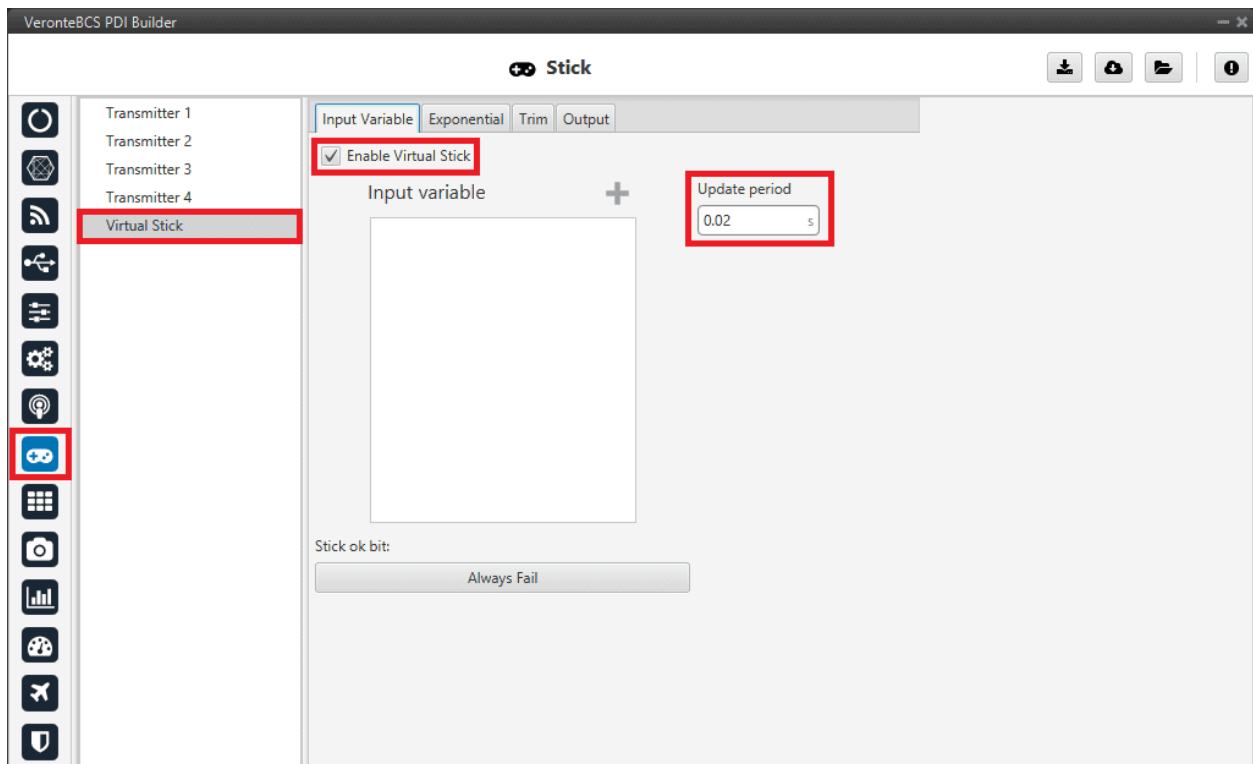 VeronteBCS PDI Builder
Stick
Transmitter 1
Transmitter 2
Transmitter 3
Transmitter 4
Virtual Stick
Input Variable Exponential Trim Output
Enable Virtual Stick
Input variable
Update period
0.02 s
Stick ok bit:
Always Fail